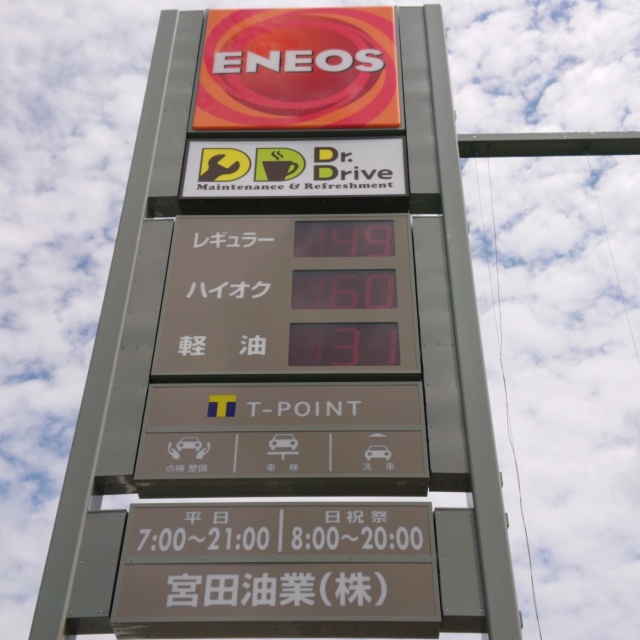 ENEOS
Dr.
Drive
Maintenance & Refreshment
レギュラー 149
ハイオク 160
軽 油 131
T T-POINT
点検 整備 車 検 洗 車
平 日 日 祝 祭
7:00〜21:00 8:00〜20:00
宮田油業(株)